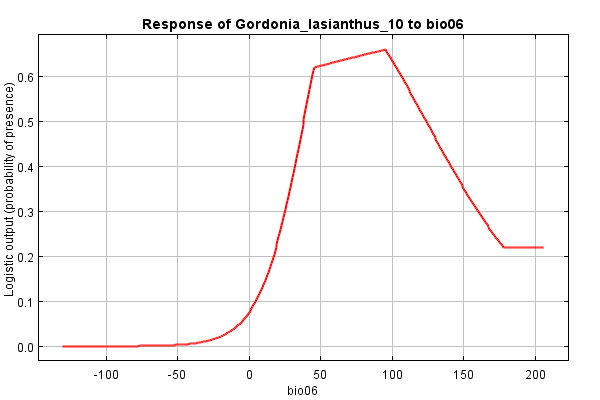 Response of Gordonia_lasianthus_10 to bio06
Logistic output (probability of presence)
0.6
0.5
0.4
0.3
0.2
0.1
0.0
-100 -50 0 50 100 150 200
bio06